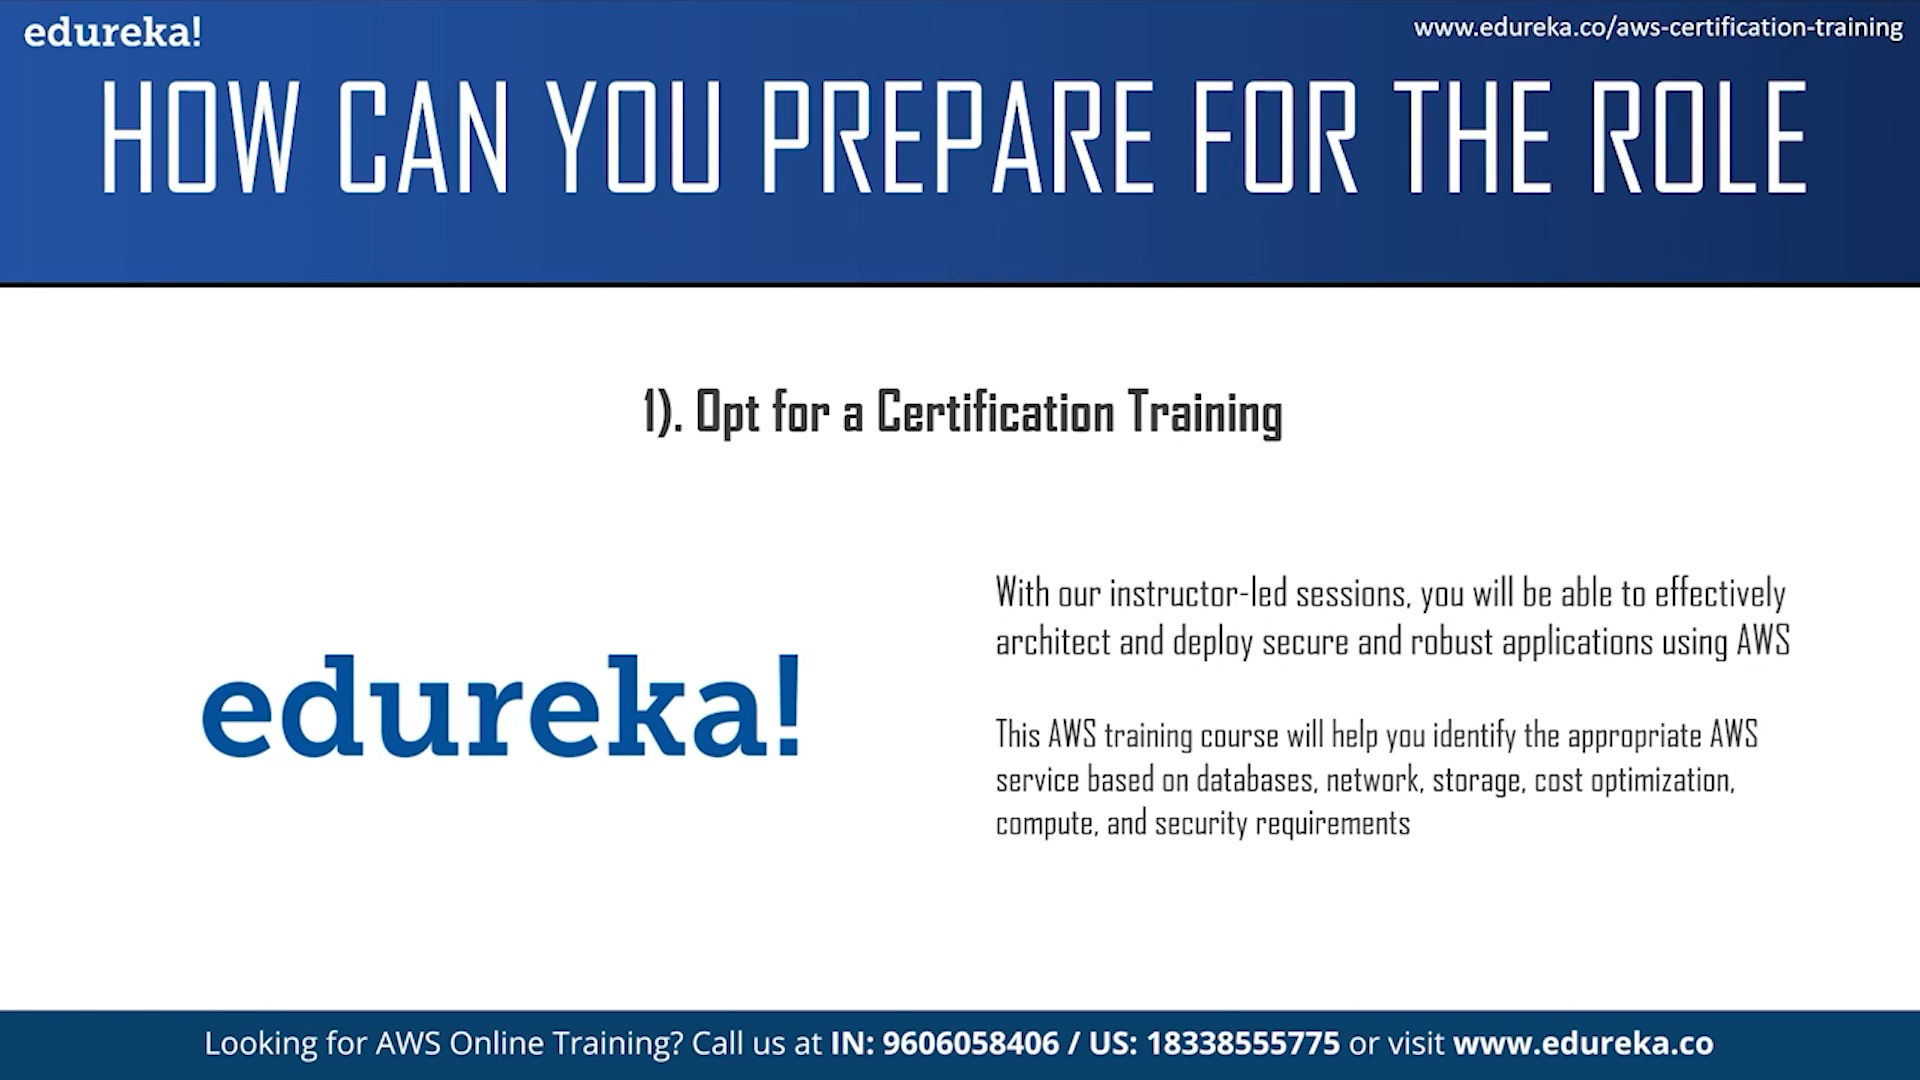 edureka!
www.edureka.co/aws-certification-training
HOW CAN YOU PREPARE FOR THE ROLE
1). Opt for a Certification Training
edureka!
With our instructor-led sessions, you will be able to effectively
architect and deploy secure and robust applications using AWS
This AWS training course will help you identify the appropriate AWS
service based on databases, network, storage, cost optimization,
compute, and security requirements
Looking for AWS Online Training? Call us at IN: 9606058406 / US: 18338555775 or visit www.edureka.co